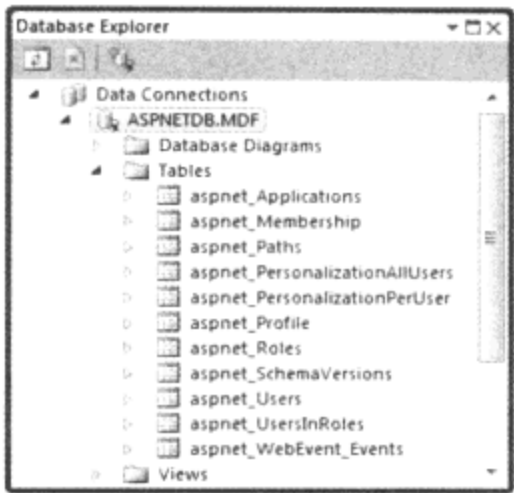 Database Explorer
Data Connections
ASPNETDB.MDF
Database Diagrams
Tables
aspnet_Applications
aspnet_Membership
aspnet_Paths
aspnet_PersonalizationAllUsers
aspnet_PersonalizationPerUser
aspnet_Profile
aspnet_Roles
aspnet_SchemaVersions
aspnet_Users
aspnet_UsersInRoles
aspnet_WebEvent_Events
Views